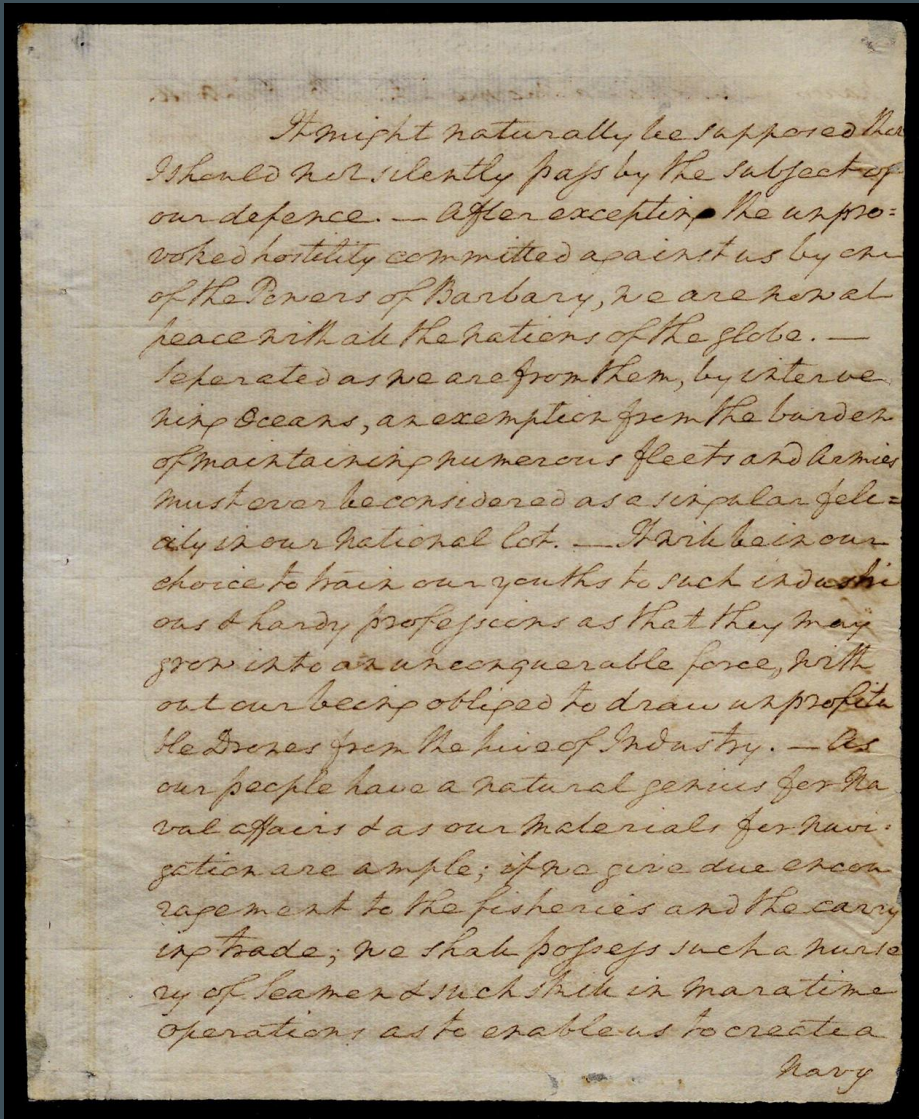 It might naturally be supposed that
I should not silently pass by the subject of
our defence. — After excepting the unpro=
voked hostility committed against us by one
of the Powers of Barbary, we are now at
peace with all the nations of the globe. —
Seperated as we are from them, by interve
ning Oceans, an exemption from the burden
of maintaining numerous fleets and Armies
must ever be considered as a singular feli=
city in our National lot. — It will be in our
choice to train our youths to such industri
ous & hardy professions as that they may
grow into an unconquerable force, with
out our being obliged to draw unprofita
ble Drones from the hive of Industry. — As
our people have a natural genius for Na
val affairs & as our Materials for Navi=
gation are ample; if we give due encou
ragement to the fisheries and the carry
ing trade; we shall possess such a nurse
ry of Seamen & such skill in maratime
operations as to enable us to create a
Navy